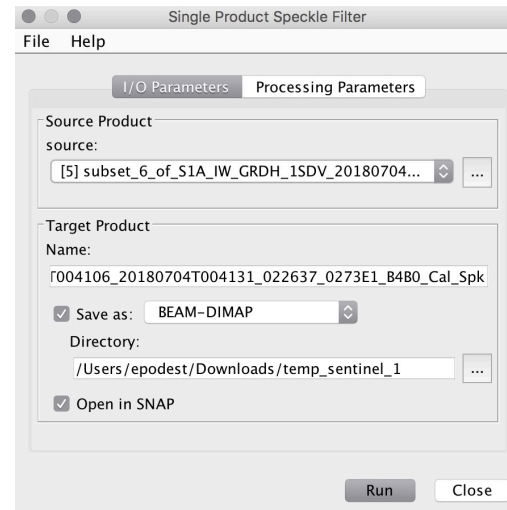 Single Product Speckle Filter
File Help
I/O Parameters Processing Parameters
Source Product
source:
[5] subset_6_of_S1A_IW_GRDH_1SDV_20180704... ...
Target Product
Name:
T004106_20180704T004131_022637_0273E1_B4B0_Cal_Spk
Save as: BEAM-DIMAP
Directory:
/Users/epodest/Downloads/temp_sentinel_1 ...
Open in SNAP
Run Close